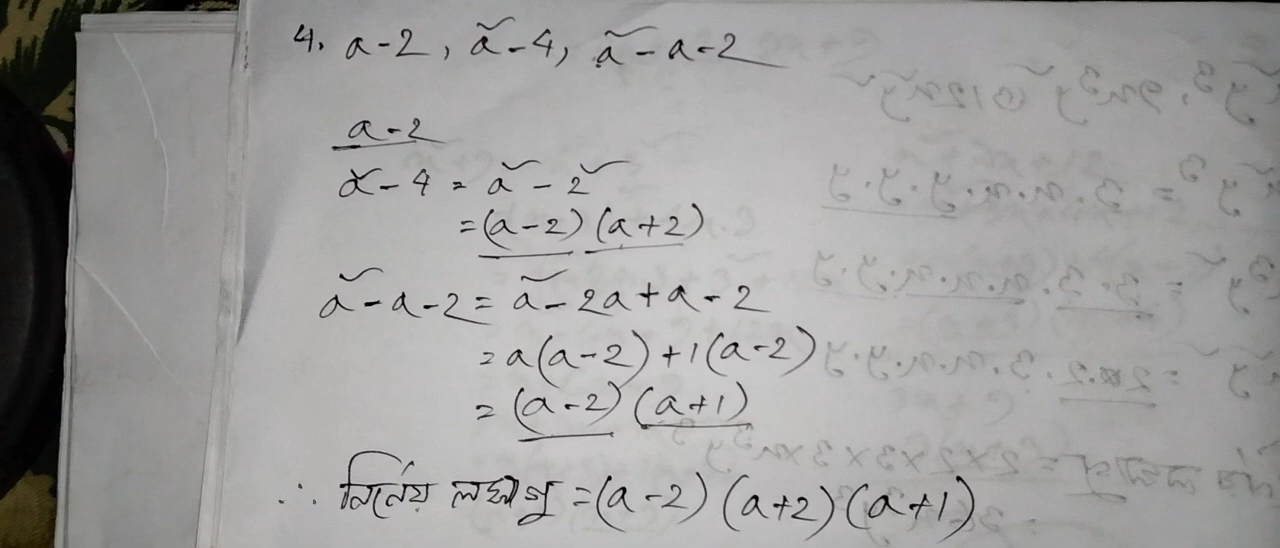 4. a-2, a²-4, a²-a-2
a-2
a²-4 = a²-2²
=(a-2) (a+2)
a²-a-2 = a²-2a+a-2
= a(a-2)+1(a-2)
= (a-2) (a+1)
∴ নির্নেয় লসাগু =(a-2) (a+2) (a+1)